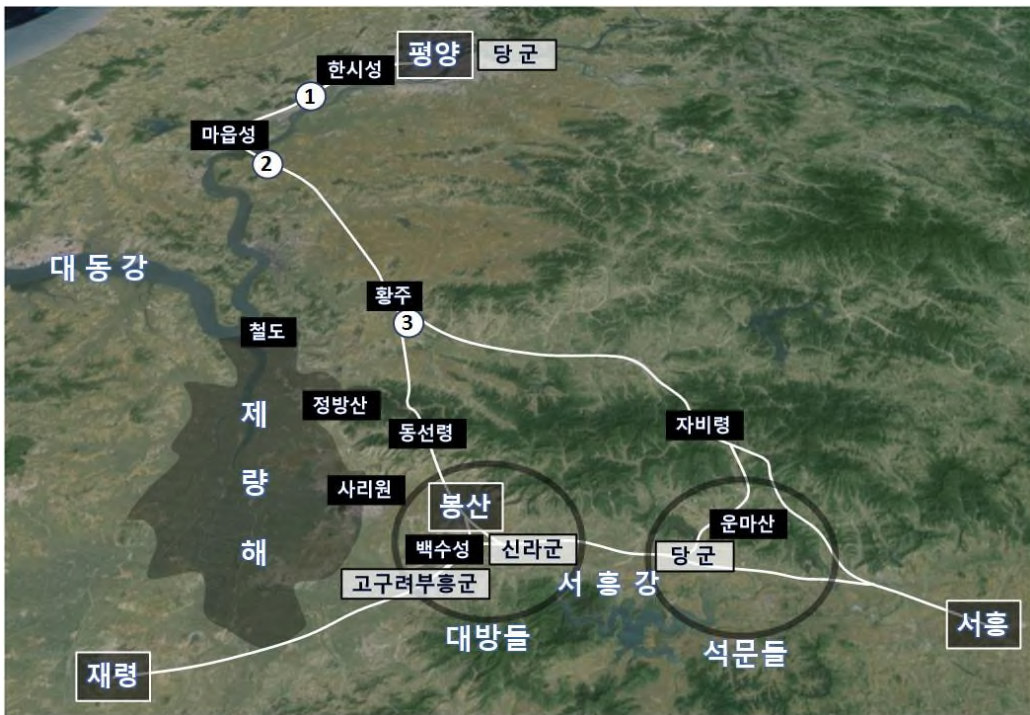 평양
당 군
한시성
1
마읍성
2
대 동 강
황주
3
철도
제
량
해
정방산
동선령
자비령
사리원
봉산
운마산
백수성
신라군
당 군
고구려부흥군
서 흥 강
대방들
석문들
서흥
재령